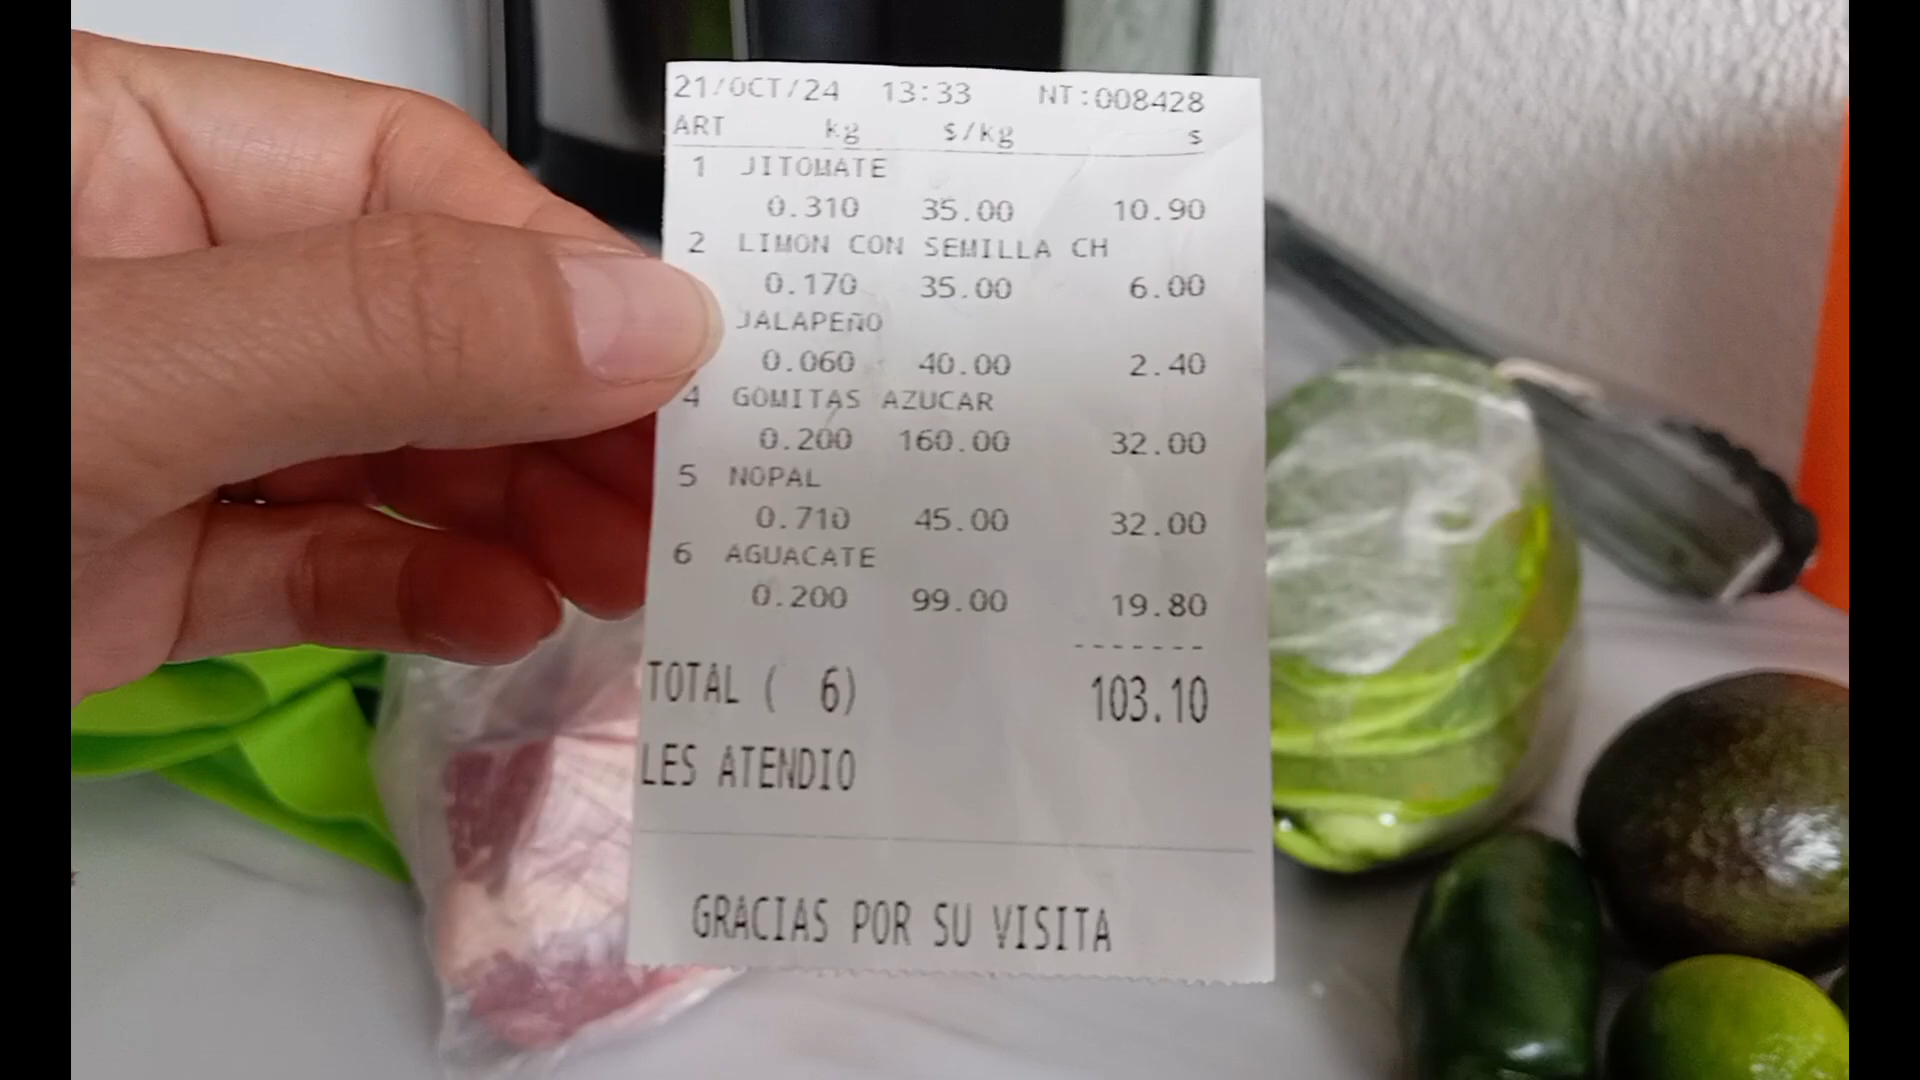 21/OCT/24 13:33 NT:008428
ART kg $/kg $
1 JITOMATE
0.310 35.00 10.90
2 LIMON CON SEMILLA CH
0.170 35.00 6.00
JALAPEÑO
0.060 40.00 2.40
4 GOMITAS AZUCAR
0.200 160.00 32.00
5 NOPAL
0.710 45.00 32.00
6 AGUACATE
0.200 99.00 19.80
-------
TOTAL ( 6) 103.10
LES ATENDIO
GRACIAS POR SU VISITA